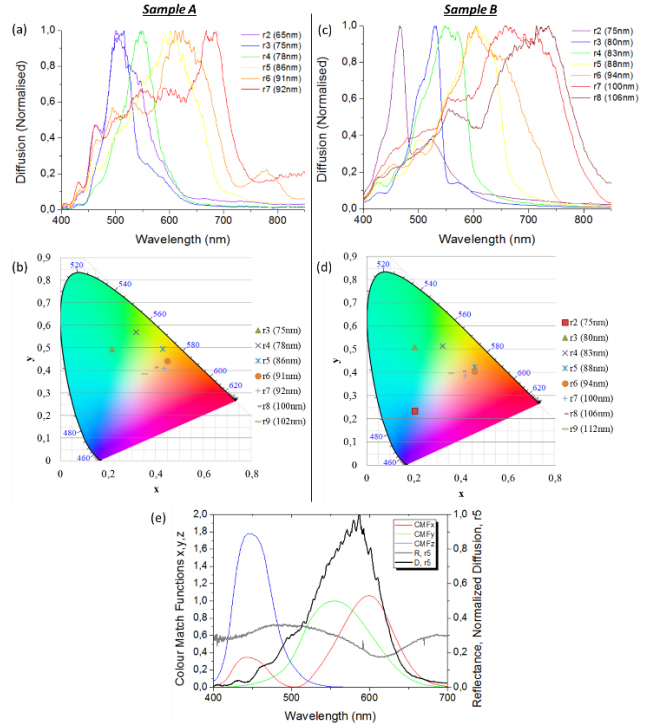 Sample A
Sample B
(a)
Diffusion (Normalised)
1,0
0,8
0,6
0,4
0,2
0,0
400 500 600 700 800
Wavelength (nm)
r2 (65nm)
r3 (75nm)
r4 (78nm)
r5 (86nm)
r6 (91nm)
r7 (92nm)
(c)
Diffusion (Normalised)
1,0
0,8
0,6
0,4
0,2
0,0
400 500 600 700 800
Wavelength (nm)
r2 (75nm)
r3 (80nm)
r4 (83nm)
r5 (88nm)
r6 (94nm)
r7 (100nm)
r8 (106nm)
(b)
y
0,9
0,8
0,7
0,6
0,5
0,4
0,3
0,2
0,1
0
0 0,2 0,4 0,6 0,8
x
520
540
560
580
600
620
480
460
r3 (75nm)
r4 (78nm)
r5 (86nm)
r6 (91nm)
r7 (92nm)
r8 (100nm)
r9 (102nm)
(d)
y
0,9
0,8
0,7
0,6
0,5
0,4
0,3
0,2
0,1
0
0 0,2 0,4 0,6 0,8
x
520
540
560
580
600
620
480
460
r2 (75nm)
r3 (80nm)
r4 (83nm)
r5 (88nm)
r6 (94nm)
r7 (100nm)
r8 (106nm)
r9 (112nm)
(e)
Colour Match Functions x,y,z
2,0
1,8
1,6
1,4
1,2
1,0
0,8
0,6
0,4
0,2
0,0
400 500 600 700
Wavelength (nm)
CMFx
CMFy
CMFz
R, r5
D, r5
1,0
0,9
0,8
0,7
0,6
0,5
0,4
0,3
0,2
0,1
0,0
Reflectance, Normalized Diffusion, r5